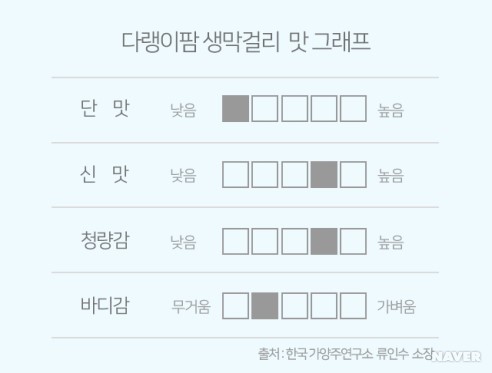 다랭이팜 생막걸리 맛 그래프
단 맛 낮음 높음
신 맛 낮음 높음
청량감 낮음 높음
바디감 무거움 가벼움
출처 : 한국가양주연구소 류인수 소장
NAVER